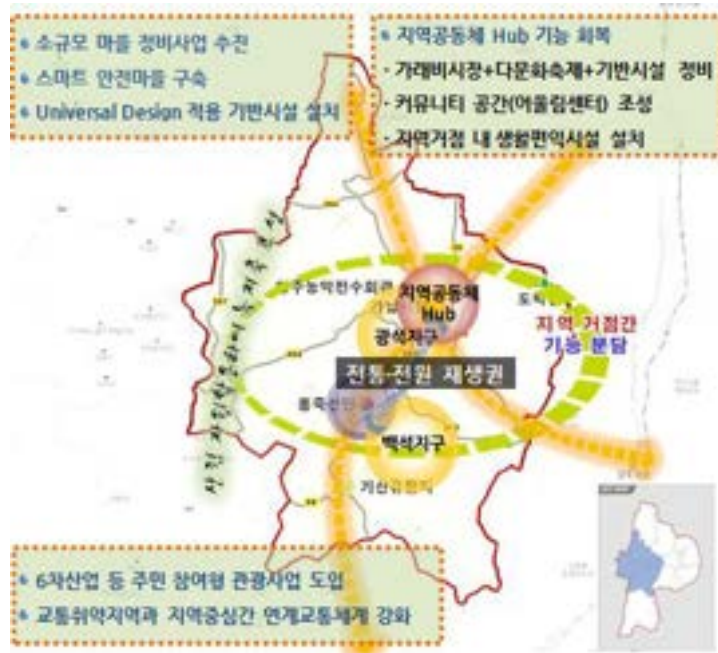 소규모 마을 정비사업 추진
스마트 안전마을 구축
Universal Design 적용 기반시설 설치
지역공동체 Hub 기능 회복
· 가래비시장+다문화축제+기반시설 정비
· 커뮤니티 공간(어울림센터) 조성
· 지역거점 내 생활편익시설 설치
지역공동체
Hub
광석지구
지역 거점간
기능 분담
전통·전원 재생권
백석지구
6차산업 등 주민 참여형 관광사업 도입
교통취약지역과 지역중심간 연계교통체계 강화